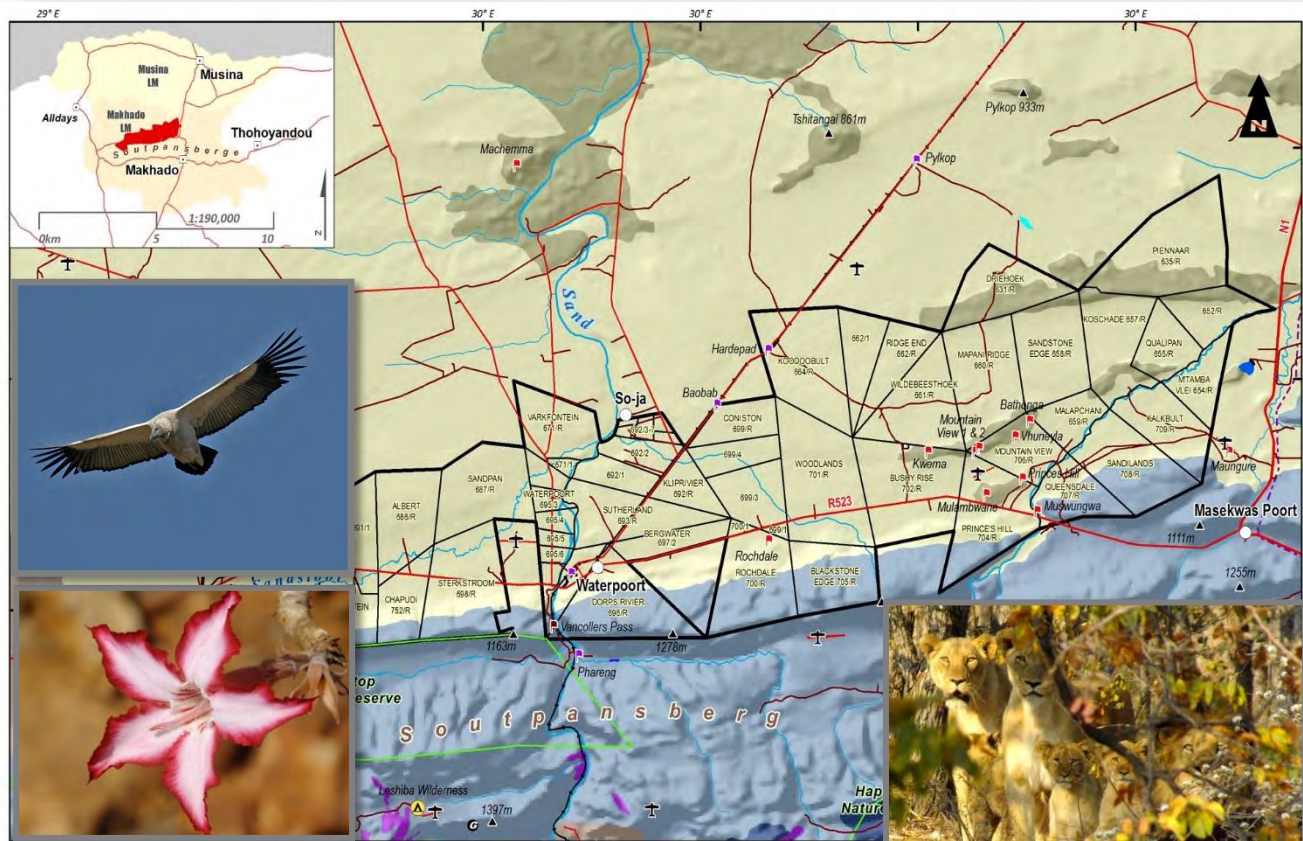 29° E
30° E
30° E
Musina
LM
Musina
Alldays
Makhado
LM
Thohoyandou
Soutpansberge
Makhado
1:190,000
0km
5
10
z
N
N1
Pylkop 933m
Tshitangai 861m
Machemma
Pylkop
Sand
PIENNAAR
635/R
DRIEHOEK
631/R
KOSCHADE 657/R
652/R
Hardepad
KOODOOBULT
664/R
662/1
RIDGE END
662/R
MAPANI RIDGE
660/R
SANDSTONE
EDGE 658/R
QUALIPAN
655/R
WILDEBEESTHOEK
661/R
MTAMBA
VLEI 654/R
Baobab
So-ja
VARKFONTEIN
671/R
692/3-7
CONISTON
699/R
Mountain
View 1 & 2
Bathonga
MALAPCHANI
659/R
KALKBULT
709/R
Vhuneyla
692/2
699/4
671/1
692/1
WOODLANDS
701/R
Kwema
MOUNTAIN VIEW
706/R
Maungure
SANDPAN
687/R
WATERPOORT
695/3
KLIPRIVIER
692/R
BUSHY RISE
702/R
Princes Hill
SANDILANDS
708/R
ALBERT
686/R
699/3
QUEENSDALE
707/R
695/4
SUTHERLAND
693/R
R523
Mulambwane
Muswungwa
Masekwas Poort
691/1
695/5
BERGWATER
697/2
700/1
699/1
PRINCE'S HILL
704/R
1111m
695/6
Rochdale
Waterpoort
ROCHDALE
700/R
BLACKSTONE
EDGE 705/R
1255m
STERKSTROOM
698/R
CHAPUDI
752/R
DORPS RIVIER
696/R
Vancollers Pass
1163m
1278m
Phareng
Soutpansberg
Leshiba Wilderness
1397m
G
Hap
Natur